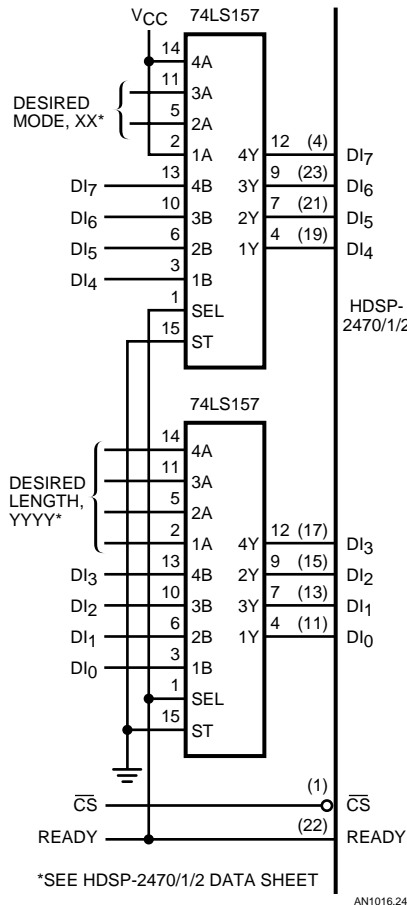 VCC 74LS157
14 4A
11 3A
DESIRED
MODE, XX*
5 2A
2 1A 4Y 12 (4) DI7
DI7 13 4B 3Y 9 (23) DI6
DI6 10 3B 2Y 7 (21) DI5
DI5 6 2B 1Y 4 (19) DI4
DI4 3 1B
1 SEL
HDSP-
2470/1/2
15 ST
74LS157
14 4A
11 3A
DESIRED
LENGTH,
YYYY*
5 2A
2 1A 4Y 12 (17) DI3
DI3 13 4B 2Y 9 (15) DI2
DI2 10 3B 3Y 7 (13) DI1
DI1 6 2B 1Y 4 (11) DI0
DI0 3 1B
1 SEL
15 ST
CS (1) CS
READY (22) READY
*SEE HDSP-2470/1/2 DATA SHEET
AN1016.24